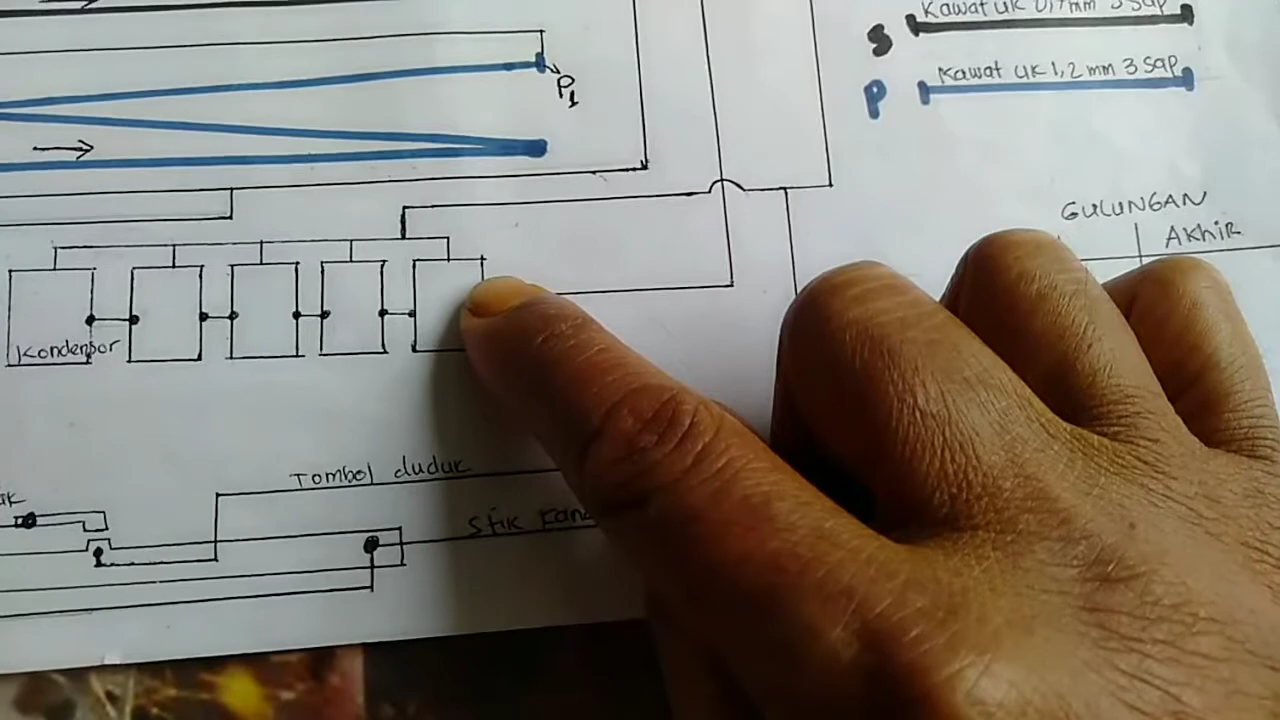 Kawat uk 0,7mm 3 Sap
S
Kawat uk 1,2 mm 3 Sap
P
P1
GULUNGAN
AKhiR
Kondensor
Tombol duduk
Stik